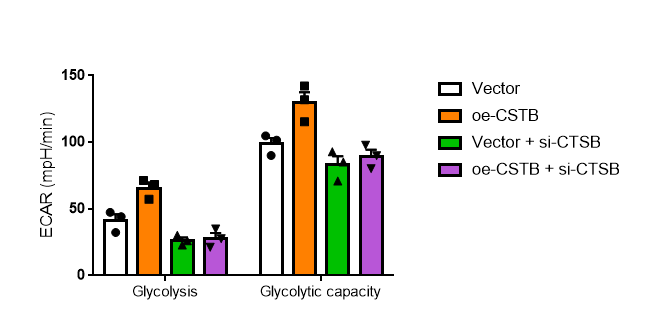 150
100
50
0
ECAR (mpH/min)
Glycolysis
Glycolytic capacity
Vector
oe-CSTB
Vector + si-CTSB
oe-CSTB + si-CTSB